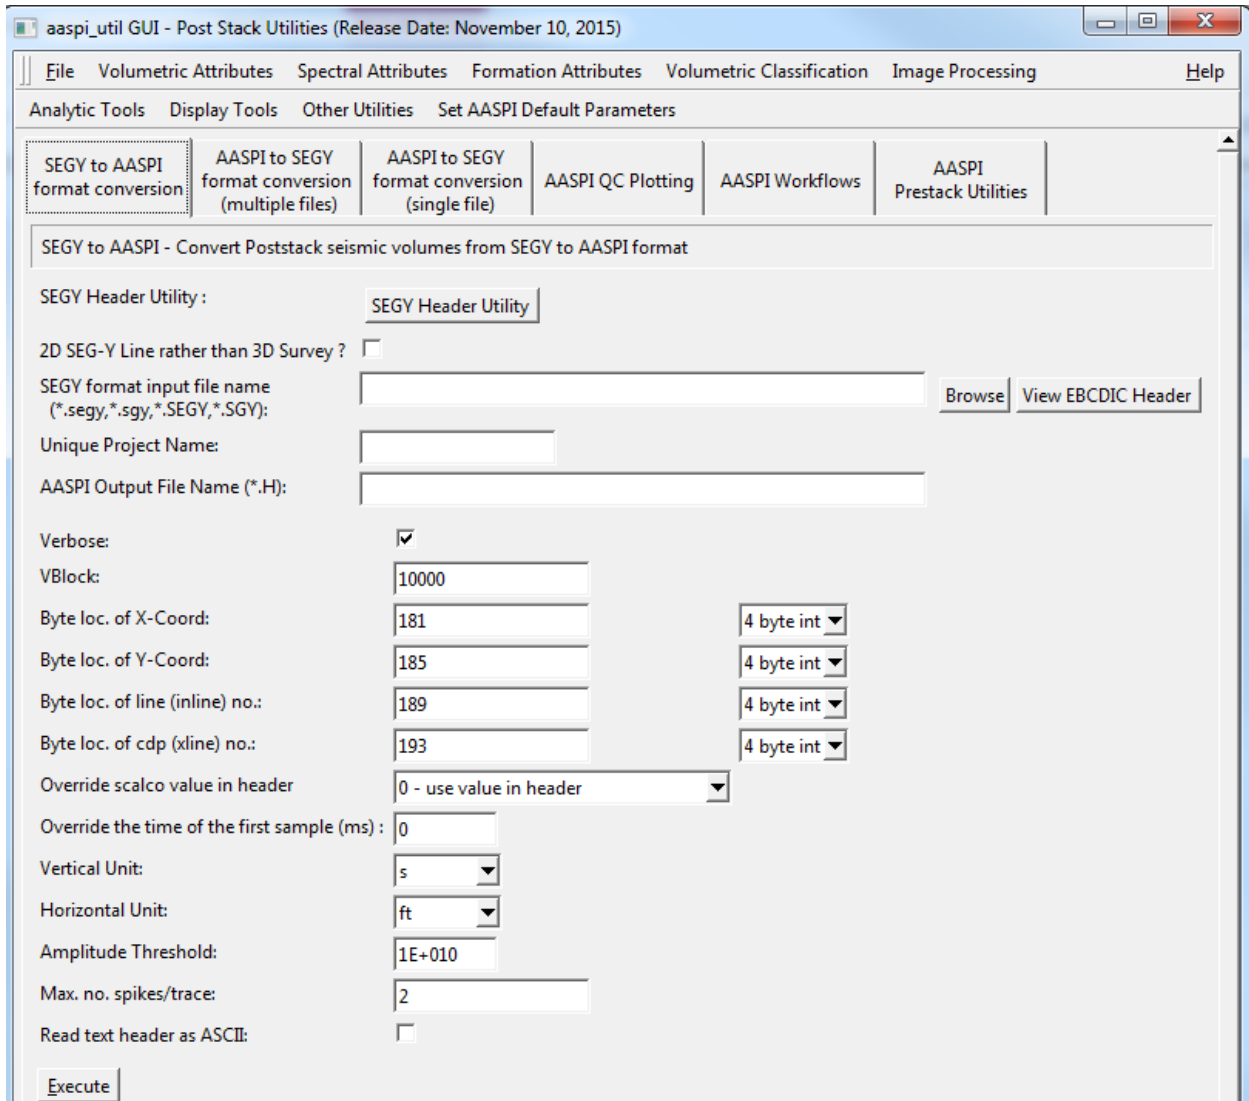 aaspi_util GUI - Post Stack Utilities (Release Date: November 10, 2015)
File Volumetric Attributes Spectral Attributes Formation Attributes Volumetric Classification Image Processing Help
Analytic Tools Display Tools Other Utilities Set AASPI Default Parameters
SEGY to AASPI
format conversion
AASPI to SEGY
format conversion
(multiple files)
AASPI to SEGY
format conversion
(single file)
AASPI QC Plotting
AASPI Workflows
AASPI
Prestack Utilities
SEGY to AASPI - Convert Poststack seismic volumes from SEGY to AASPI format
SEGY Header Utility : SEGY Header Utility
2D SEG-Y Line rather than 3D Survey ?
SEGY format input file name
(*.segy,*.sgy,*.SEGY,*.SGY): Browse View EBCDIC Header
Unique Project Name:
AASPI Output File Name (*.H):
Verbose:
VBlock: 10000
Byte loc. of X-Coord: 181 4 byte int
Byte loc. of Y-Coord: 185 4 byte int
Byte loc. of line (inline) no.: 189 4 byte int
Byte loc. of cdp (xline) no.: 193 4 byte int
Override scalco value in header 0 - use value in header
Override the time of the first sample (ms) : 0
Vertical Unit: s
Horizontal Unit: ft
Amplitude Threshold: 1E+010
Max. no. spikes/trace: 2
Read text header as ASCII:
Execute